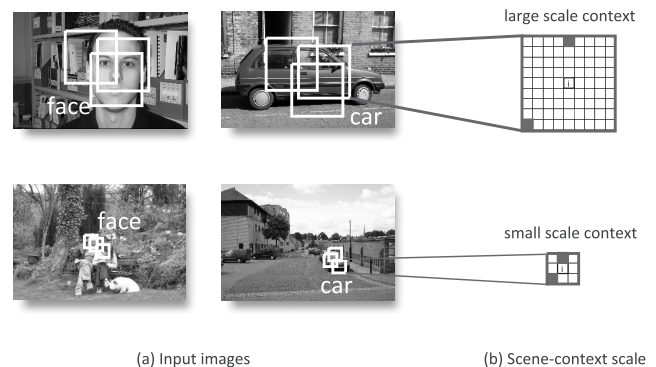 large scale context
face
car
i
face
small scale context
car
i
(a) Input images
(b) Scene-context scale